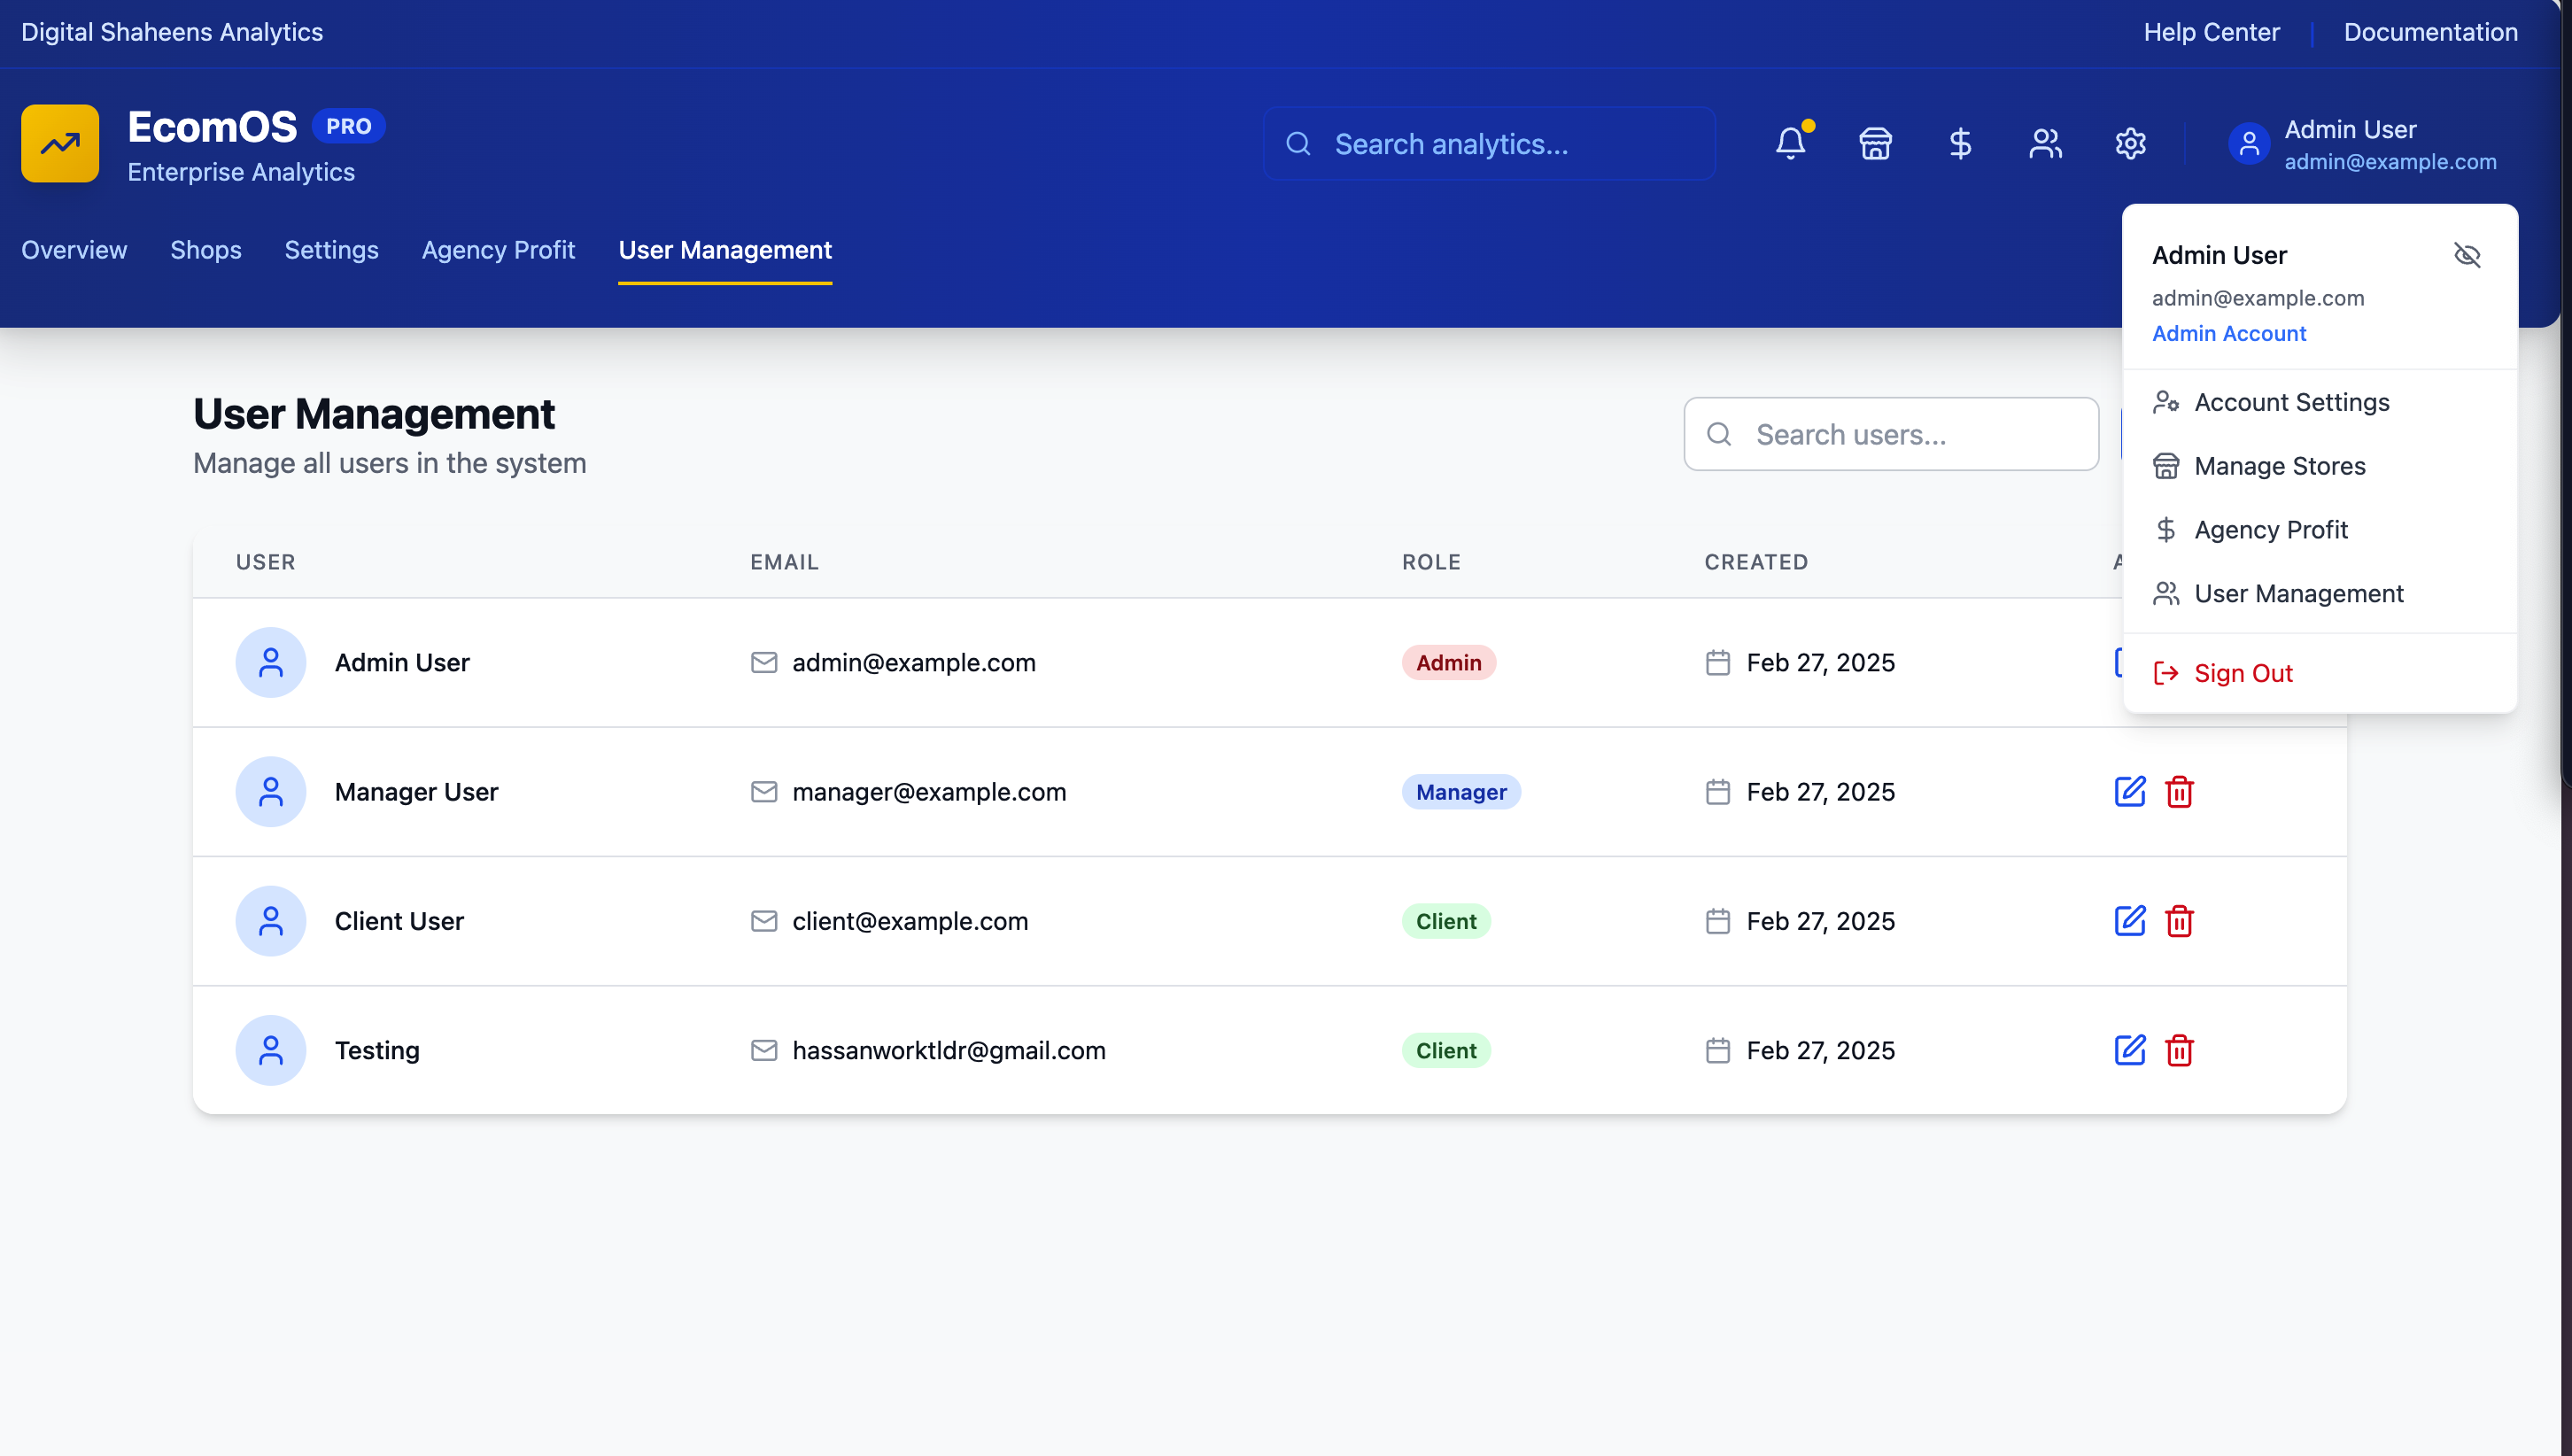 Digital Shaheens Analytics
Help Center
Documentation
EcomOS PRO
Enterprise Analytics
Search analytics...
Admin User
admin@example.com
Overview
Shops
Settings
Agency Profit
User Management
Admin User
admin@example.com
Admin Account
Account Settings
Manage Stores
Agency Profit
User Management
Sign Out
User Management
Manage all users in the system
Search users...
USER EMAIL ROLE CREATED
Admin User admin@example.com Admin Feb 27, 2025
Manager User manager@example.com Manager Feb 27, 2025
Client User client@example.com Client Feb 27, 2025
Testing hassanworktldr@gmail.com Client Feb 27, 2025